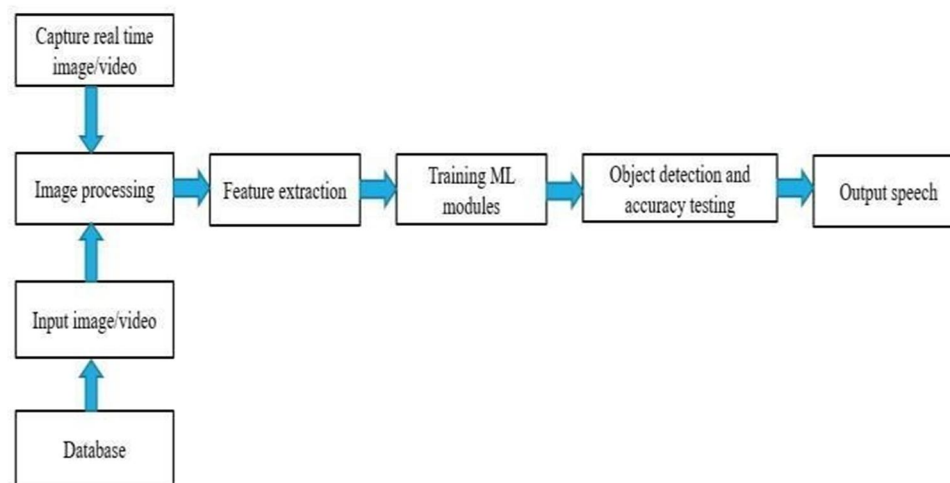 Capture real time
image/video
Image processing
Feature extraction
Training ML
modules
Object detection and
accuracy testing
Output speech
Input image/video
Database